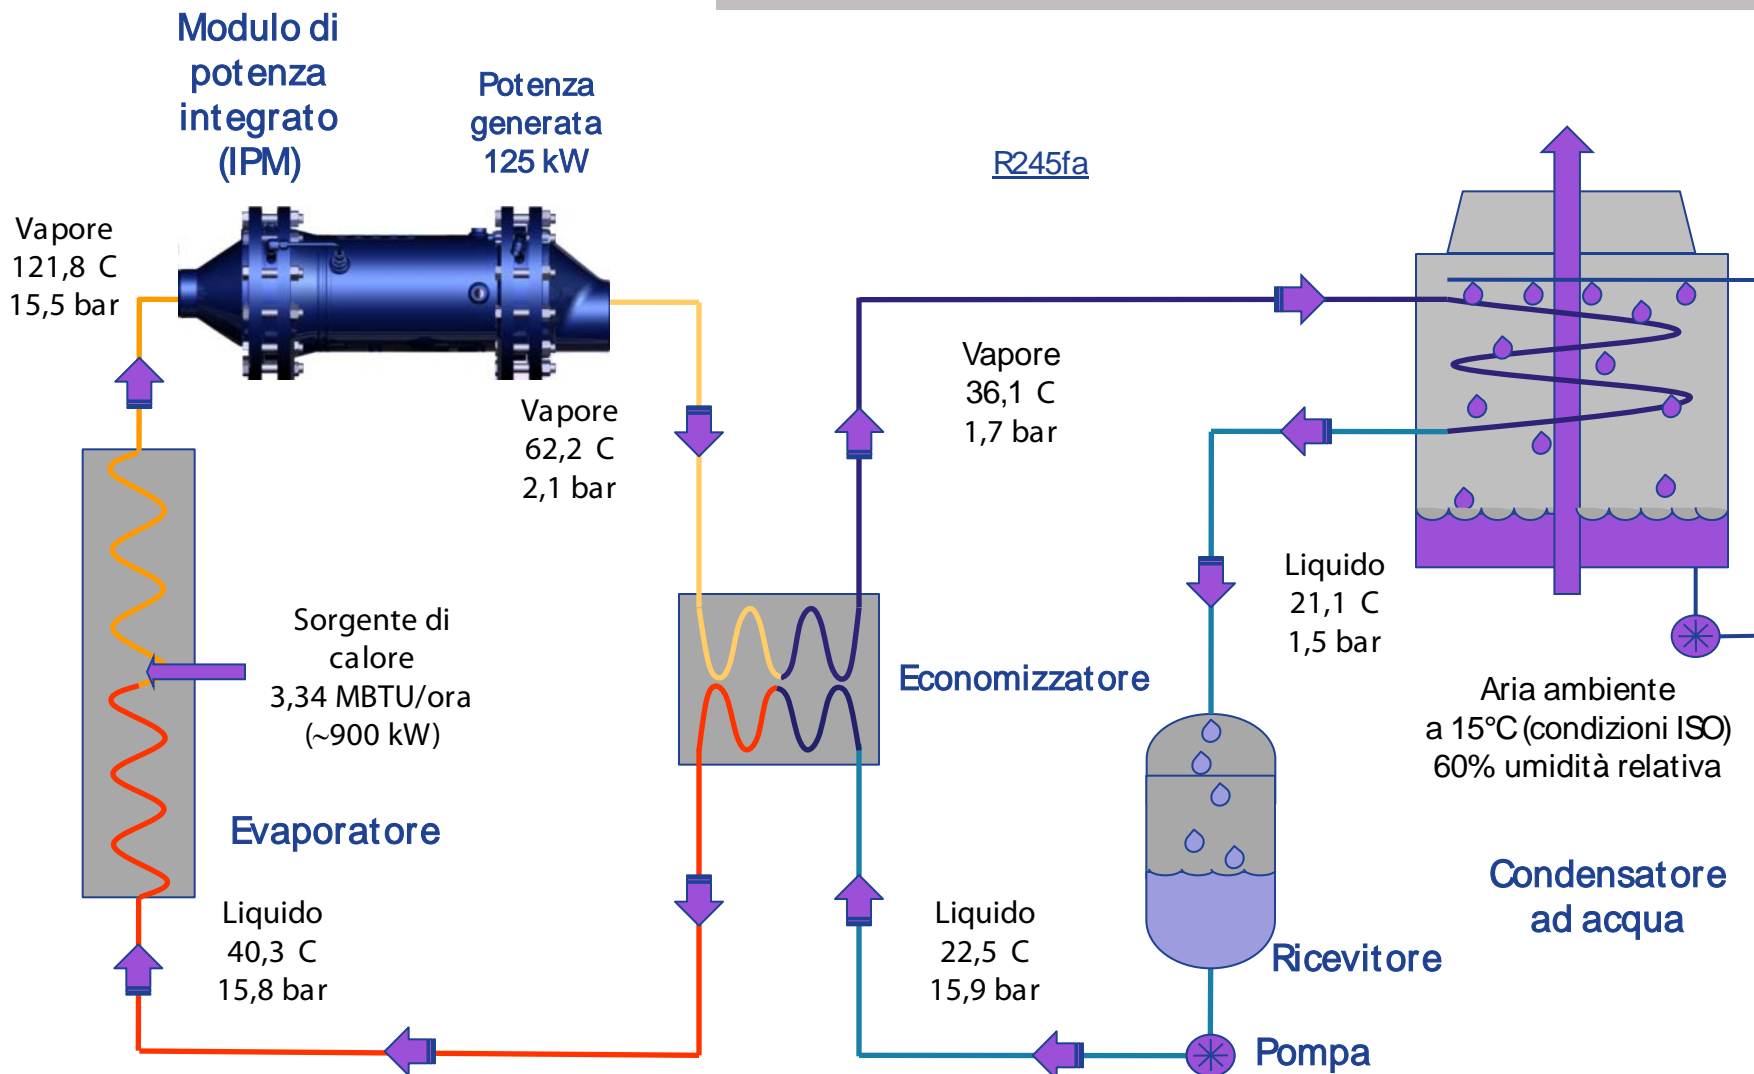 Modulo di
potenza
integrato
(IPM)
Potenza
generata
125 kW
R245fa
Vapore
121,8 C
15,5 bar
Vapore
62,2 C
2,1 bar
Vapore
36,1 C
1,7 bar
Liquido
21,1 C
1,5 bar
Sorgente di
calore
3,34 MBTU/ora
(~900 kW)
Economizzatore
Aria ambiente
a 15°C (condizioni ISO)
60% umidità relativa
Evaporatore
Condensatore
ad acqua
Liquido
40,3 C
15,8 bar
Liquido
22,5 C
15,9 bar
Ricevitore
Pompa